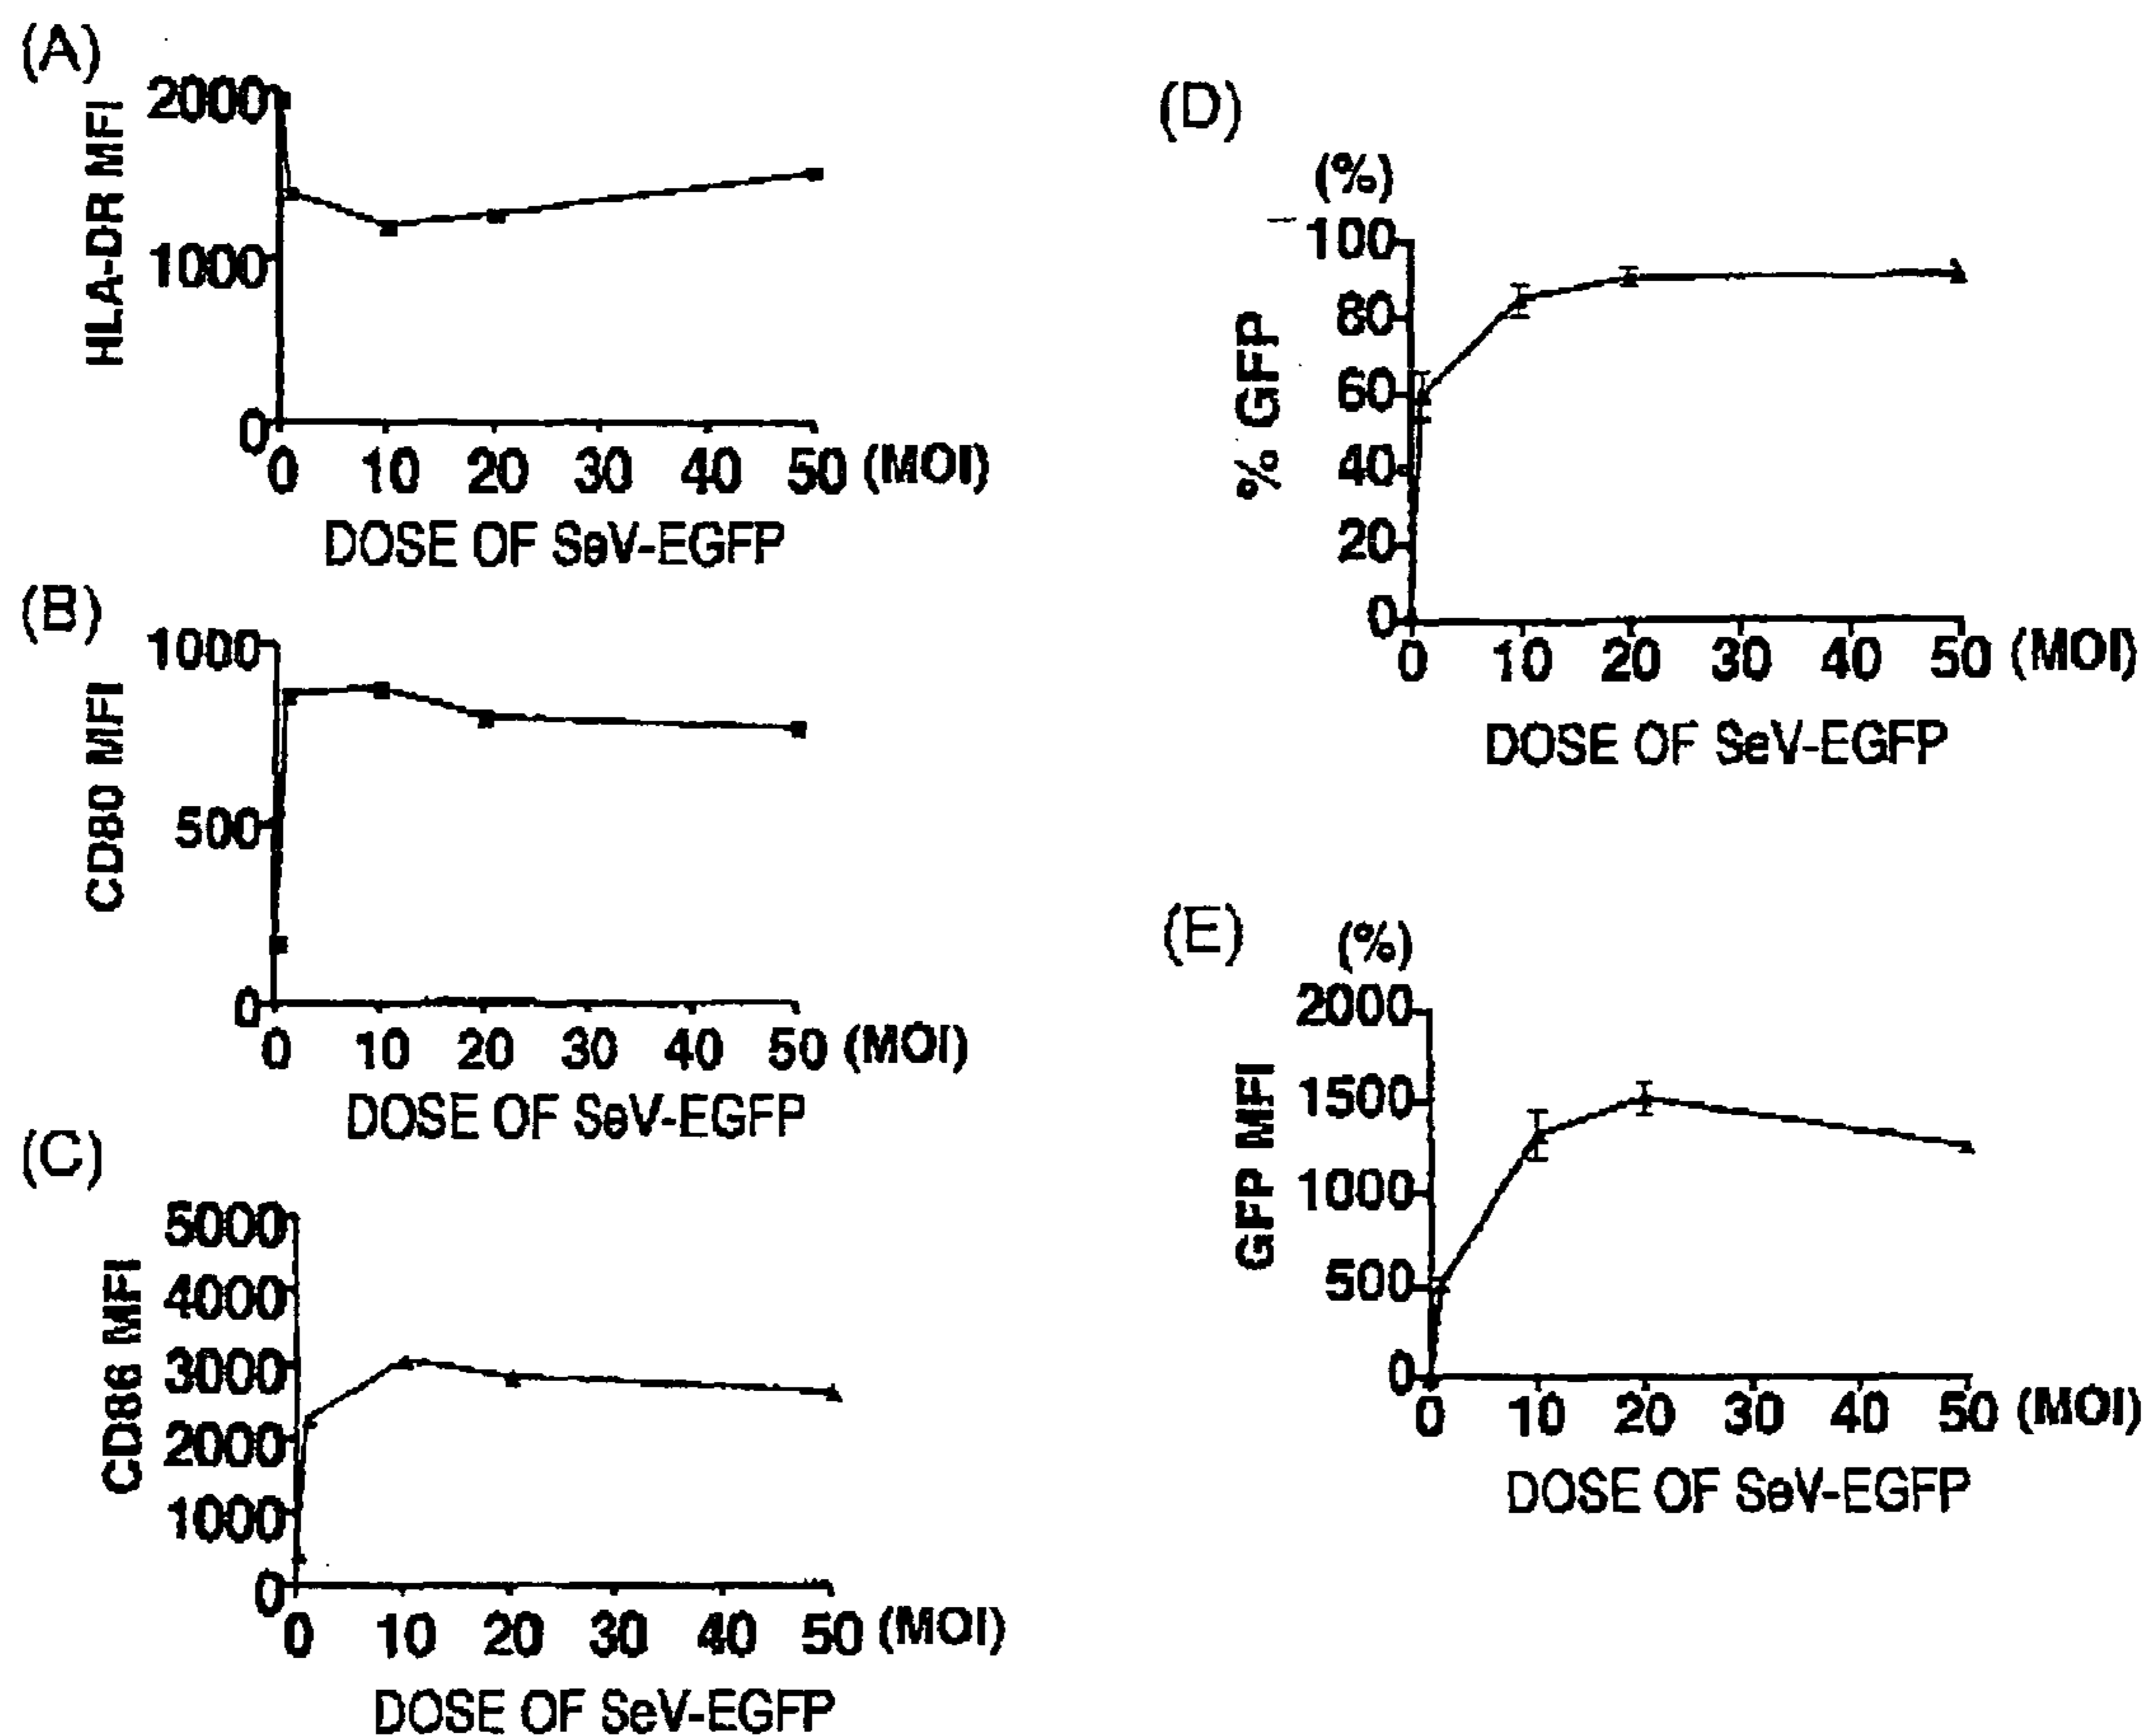 (A)
HLA-DR MFI
2000
1000
0
0 10 20 30 40 50 (MOI)
DOSE OF SeV-EGFP
(B)
CD80 MFI
1000
500
0
0 10 20 30 40 50 (MOI)
DOSE OF SeV-EGFP
(C)
CD86 MFI
5000
4000
3000
2000
1000
0
0 10 20 30 40 50 (MOI)
DOSE OF SeV-EGFP
(D)
(%)
% GFP
100
80
60
40
20
0
0 10 20 30 40 50 (MOI)
DOSE OF SeV-EGFP
(E)
(%)
GFP MFI
2000
1500
1000
500
0
0 10 20 30 40 50 (MOI)
DOSE OF SeV-EGFP